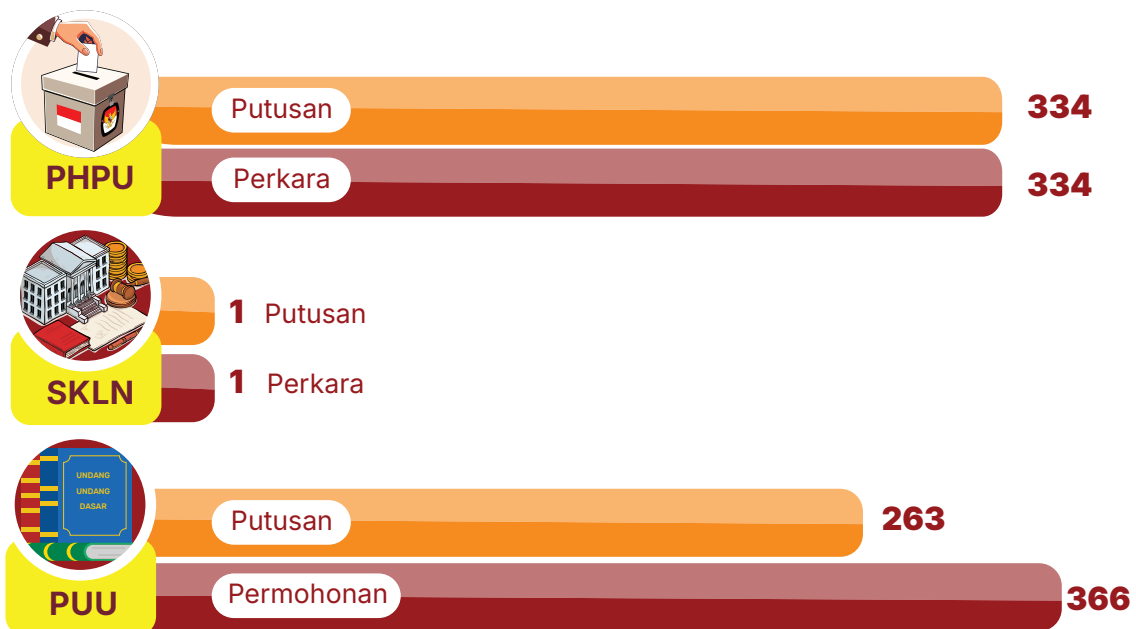 Putusan
334
PHPU
Perkara
334
1 Putusan
1 Perkara
SKLN
UNDANG
UNDANG
DASAR
Putusan
263
PUU
Permohonan
366